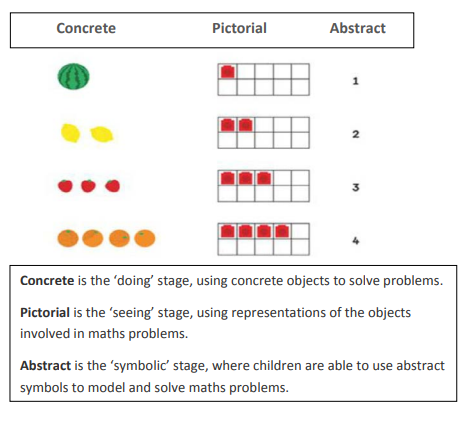 Concrete Pictorial Abstract
1
2
3
4
Concrete is the ‘doing’ stage, using concrete objects to solve problems.
Pictorial is the ‘seeing’ stage, using representations of the objects
involved in maths problems.
Abstract is the ‘symbolic’ stage, where children are able to use abstract
symbols to model and solve maths problems.